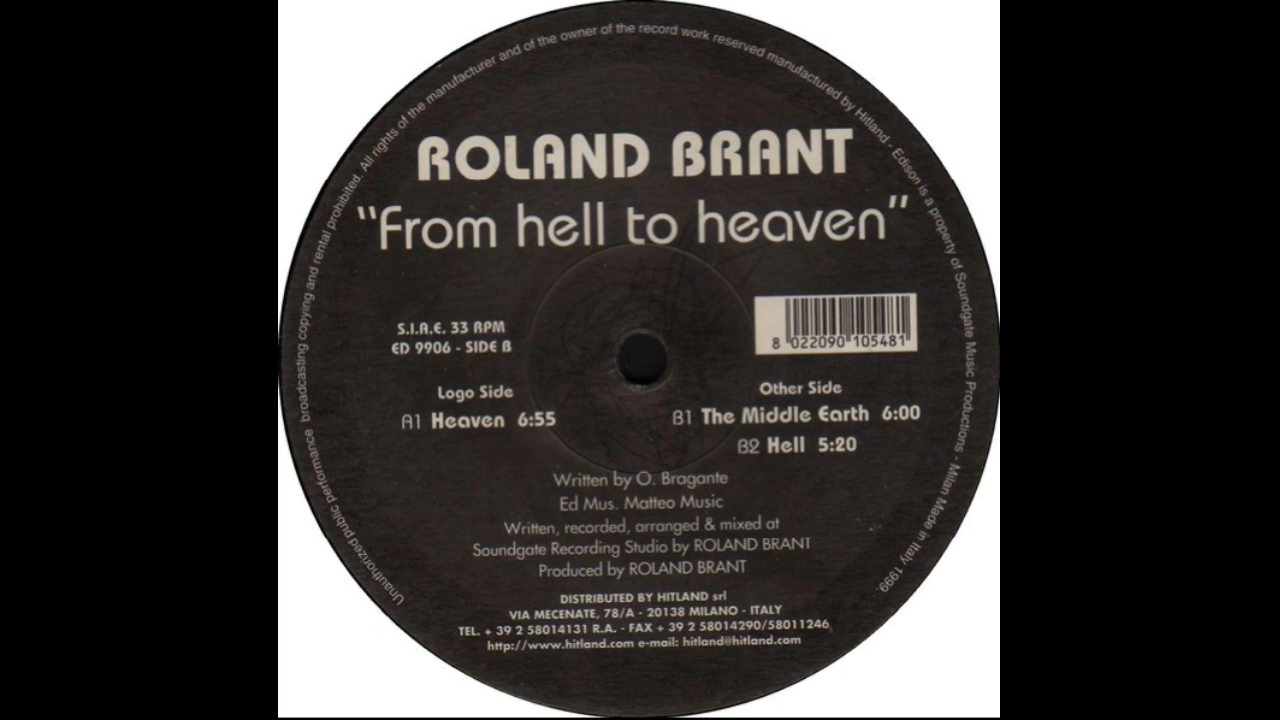 Unauthorized public performance broadcasting copying and rental prohibited. All rights of the manufacturer and of the owner of the record work reserved manufactured by Hitland - Edison is a property of Soundgate Music Productions - Milan Made in Italy 1999.
ROLAND BRANT
"From hell to heaven"
S.I.A.E. 33 RPM
ED 9906 - SIDE B
8 022090 105481
Logo Side
A1 Heaven 6:55
Other Side
B1 The Middle Earth 6:00
B2 Hell 5:20
Written by O. Bragante
Ed Mus. Matteo Music
Written, recorded, arranged & mixed at
Soundgate Recording Studio by ROLAND BRANT
Produced by ROLAND BRANT
DISTRIBUTED BY HITLAND srl
VIA MECENATE, 78/A - 20138 MILANO - ITALY
TEL. + 39 2 58014131 R.A. - FAX + 39 2 58014290/58011246
http://www.hitland.com e-mail: hitland@hitland.com